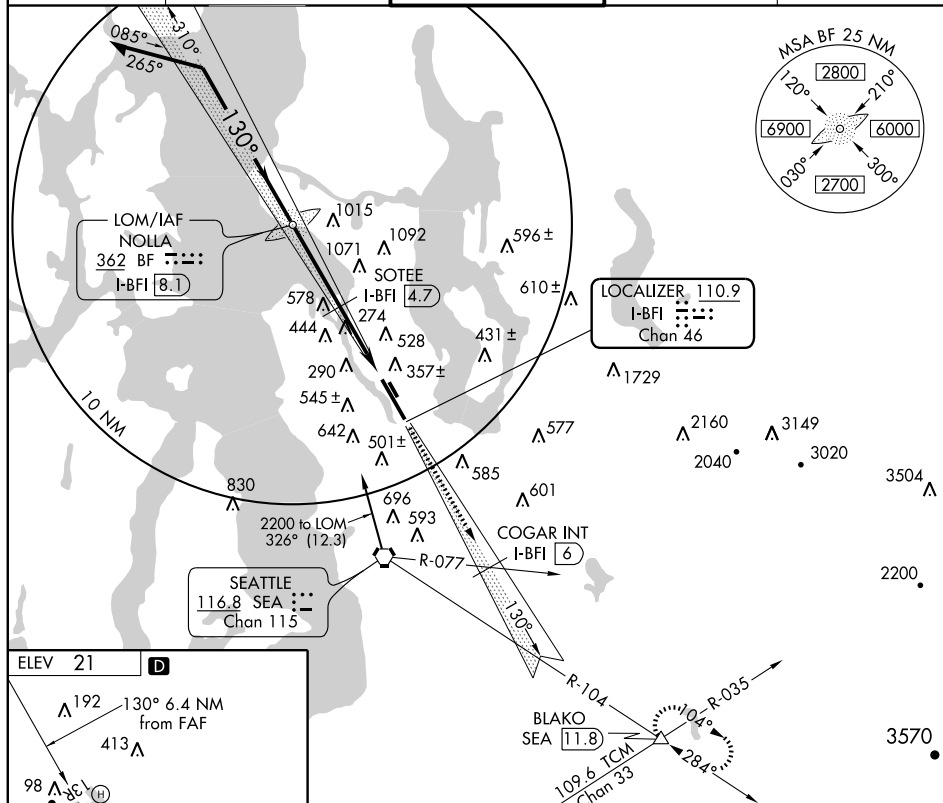 085°
265°
310°
130°
MSA BF 25 NM
120°
2800
210°
6900
6000
030°
2700
300°
LOM/IAF
NOLLA
362 BF
I-BFI 8.1
1015
1071
1092
596 ±
SOTEE
I-BFI 4.7
610 ±
578
274
444
528
431 ±
290
357 ±
LOCALIZER 110.9
I-BFI
Chan 46
1729
545 ±
10 NM
642
501 ±
577
2160
3149
2040
3020
585
3504
830
601
696
593
2200 to LOM
326° (12.3)
COGAR INT
I-BFI 6
R-077
SEATTLE
116.8 SEA
Chan 115
2200
130°
R-104
R-035
BLAKO
SEA 11.8
104°
284°
109.6 TCM
Chan 33
3570
ELEV 21 D
192
130° 6.4 NM
from FAF
413
98
13R
H